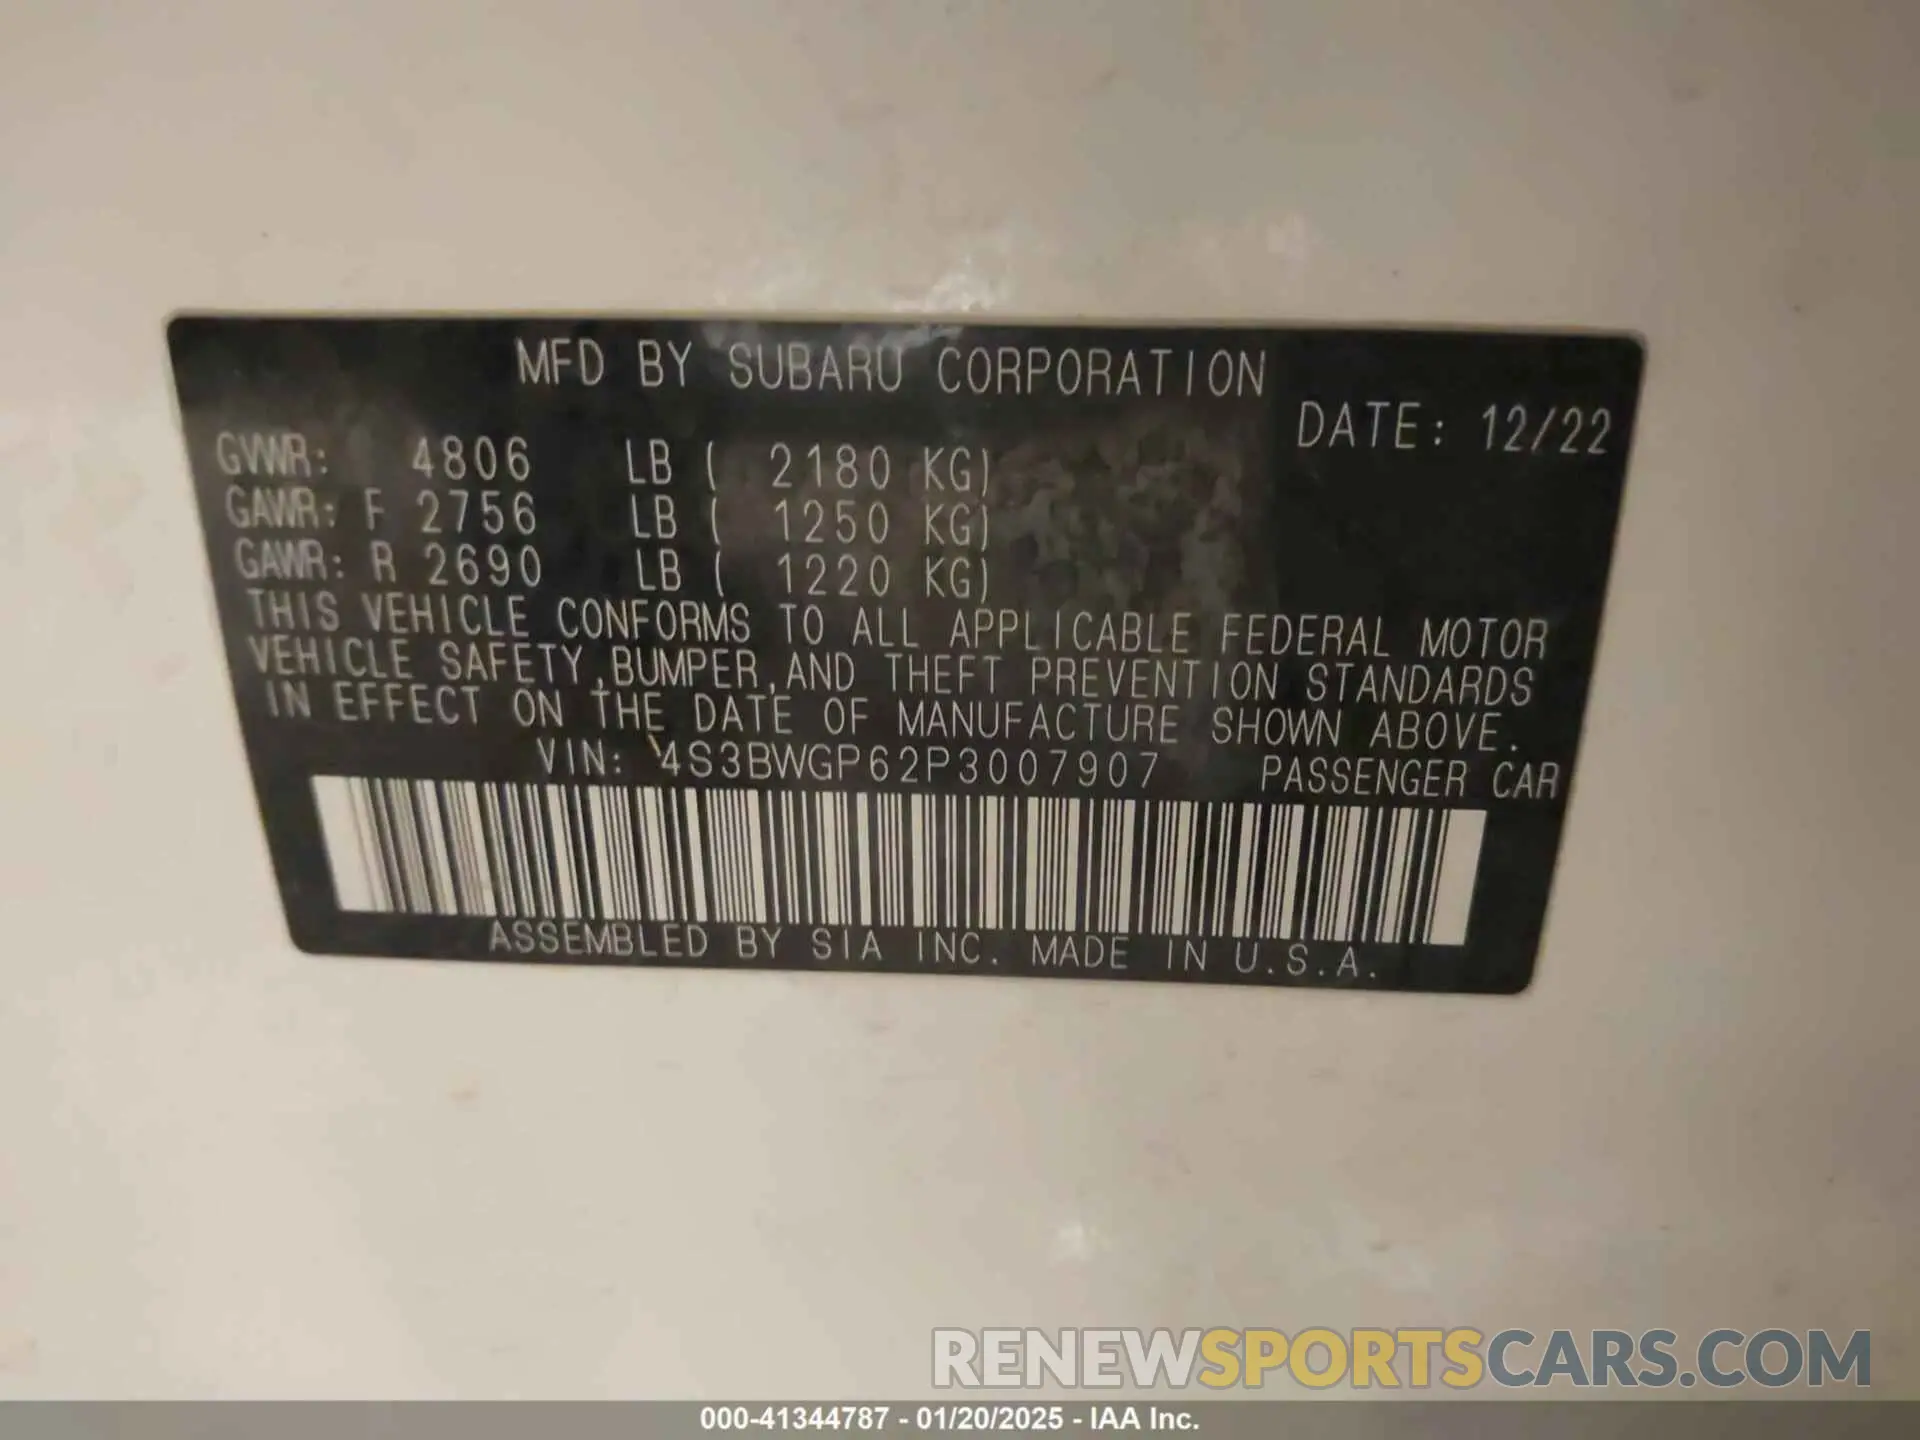 MFD BY SUBARU CORPORATION
DATE: 12/22
GVWR: 4806 LB ( 2180 KG)
GAWR: F 2756 LB ( 1250 KG)
GAWR: R 2690 LB ( 1220 KG)
THIS VEHICLE CONFORMS TO ALL APPLICABLE FEDERAL MOTOR
VEHICLE SAFETY,BUMPER,AND THEFT PREVENTION STANDARDS
IN EFFECT ON THE DATE OF MANUFACTURE SHOWN ABOVE.
VIN: 4S3BWGP62P3007907 PASSENGER CAR
ASSEMBLED BY SIA INC. MADE IN U.S.A.
RENEWSPORTSCARS.COM
000-41344787 - 01/20/2025 - IAA Inc.